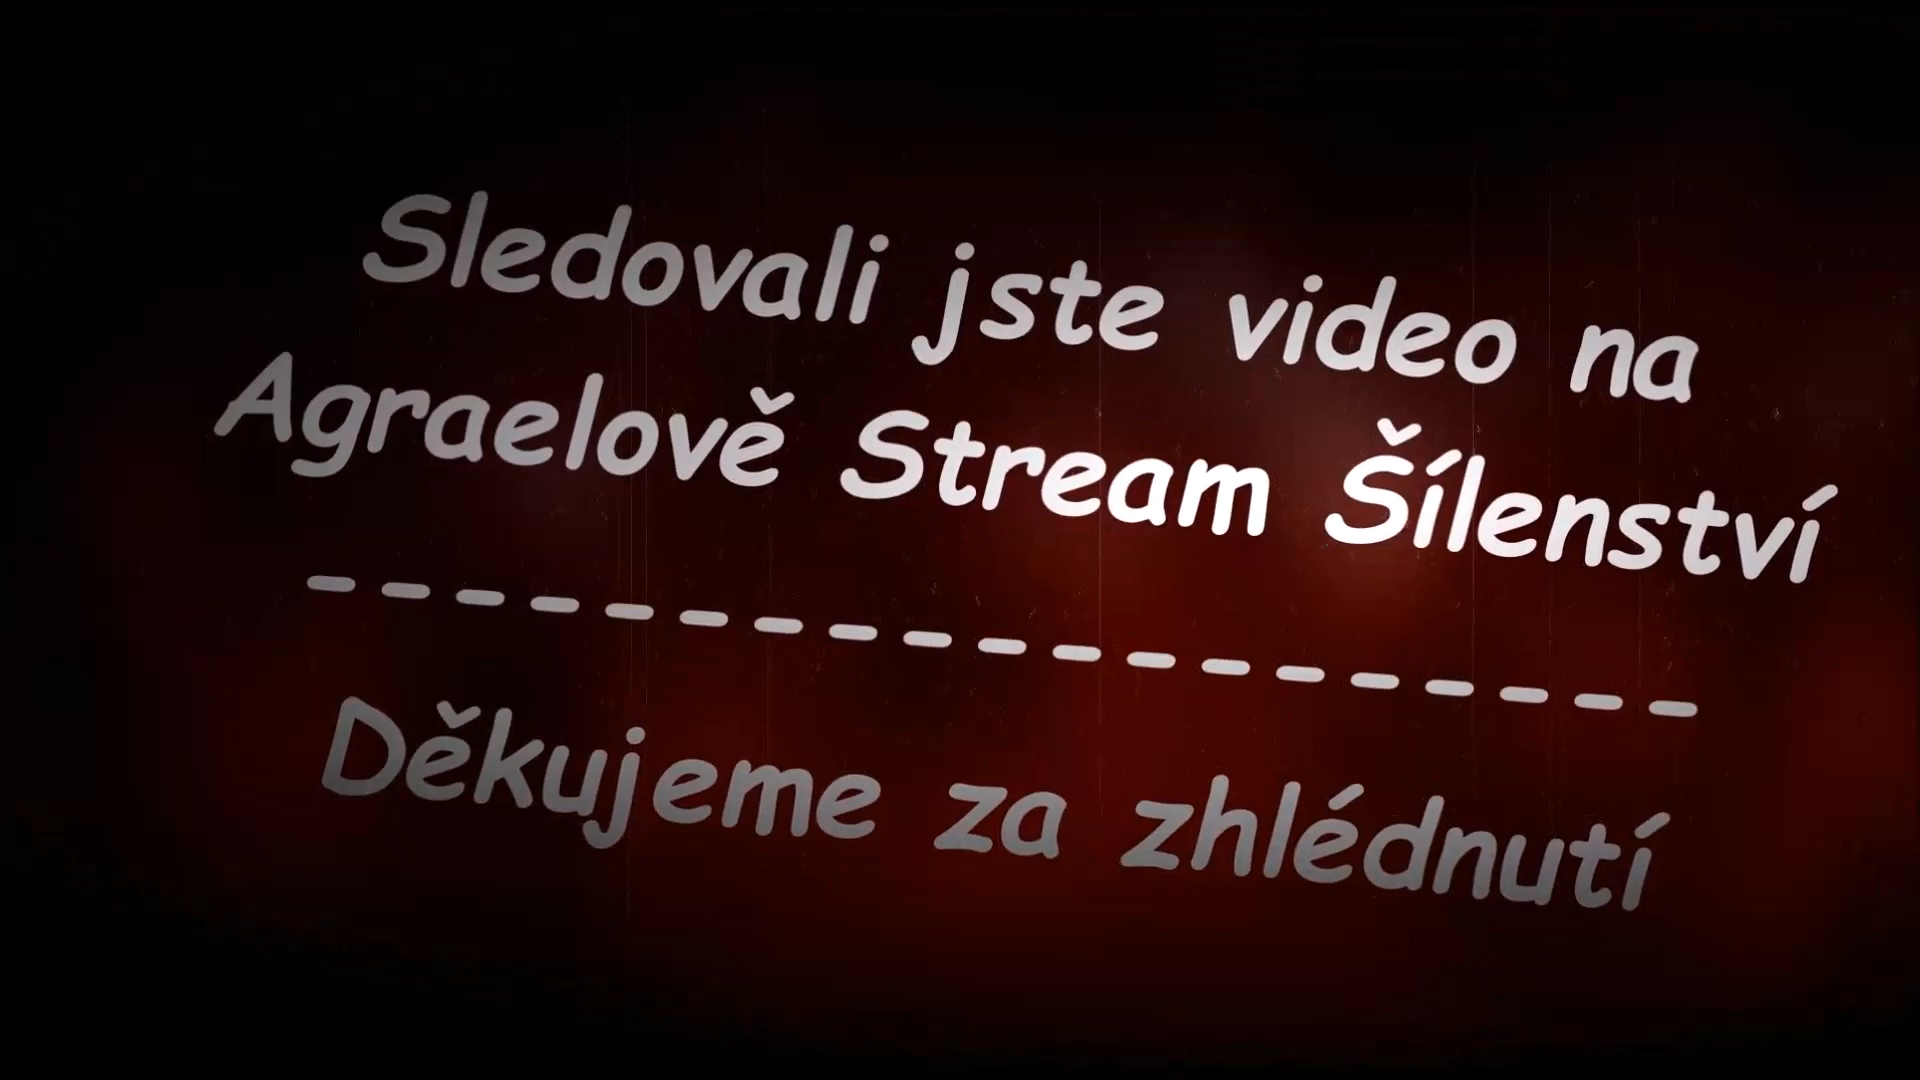 Sledovali jste video na
Agraelově Stream Šílenství
-------------------
Děkujeme za zhlédnutí